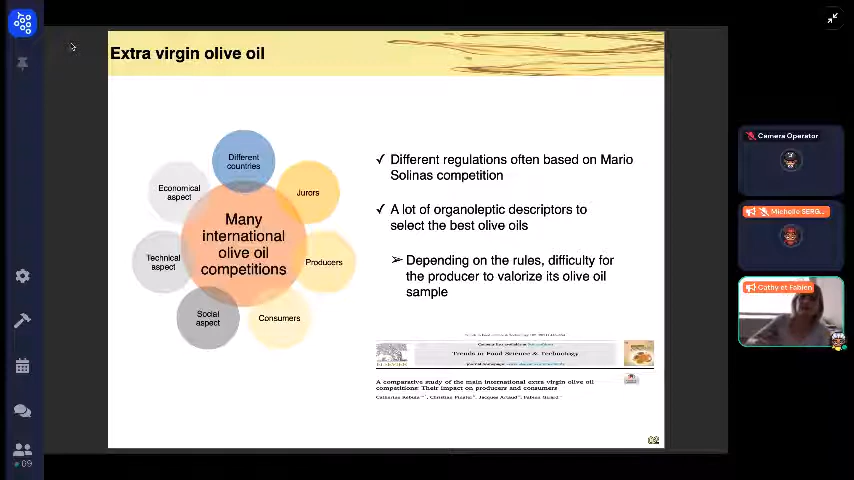 Extra virgin olive oil
Different
countries
Economical
aspect
Jurors
Many
international
olive oil
competitions
Technical
aspect
Producers
Social
aspect
Consumers
✓ Different regulations often based on Mario
Solinas competition
✓ A lot of organoleptic descriptors to
select the best olive oils
➢ Depending on the rules, difficulty for
the producer to valorize its olive oil
sample
Trends in Food Science & Technology
ELSEVIER
A comparative study of the main international extra virgin olive oil
competitions: Their impact on producers and consumers
Camera Operator
Michelle SERG...
Cathy et Fabien
69